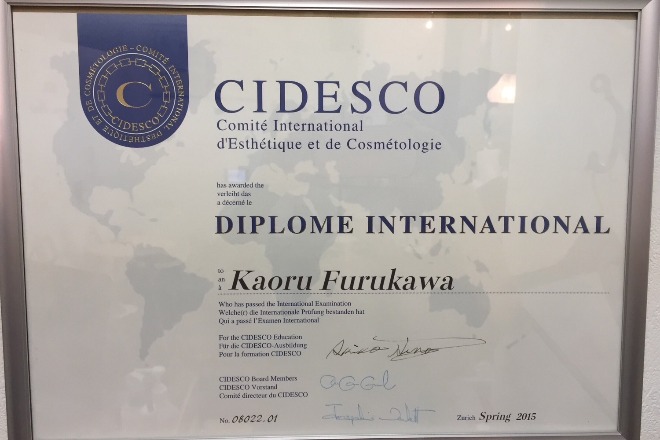 COMITÉ INTERNATIONAL D'ESTHÉTIQUE ET DE COSMÉTOLOGIE
C
CIDESCO
CIDESCO
Comité International
d'Esthétique et de Cosmétologie
has awarded the
verleiht das
a décerné le
DIPLOME INTERNATIONAL
to
an
à
Kaoru Furukawa
Who has passed the International Examination
Welche(r) die Internationale Prüfung bestanden hat
Qui a passé l'Examen International
For the CIDESCO Education
Für die CIDESCO-Ausbildung
Pour la formation CIDESCO
CIDESCO Board Members
CIDESCO Vorstand
Comité directeur du CIDESCO
No. 08022.01
Zurich Spring 2015